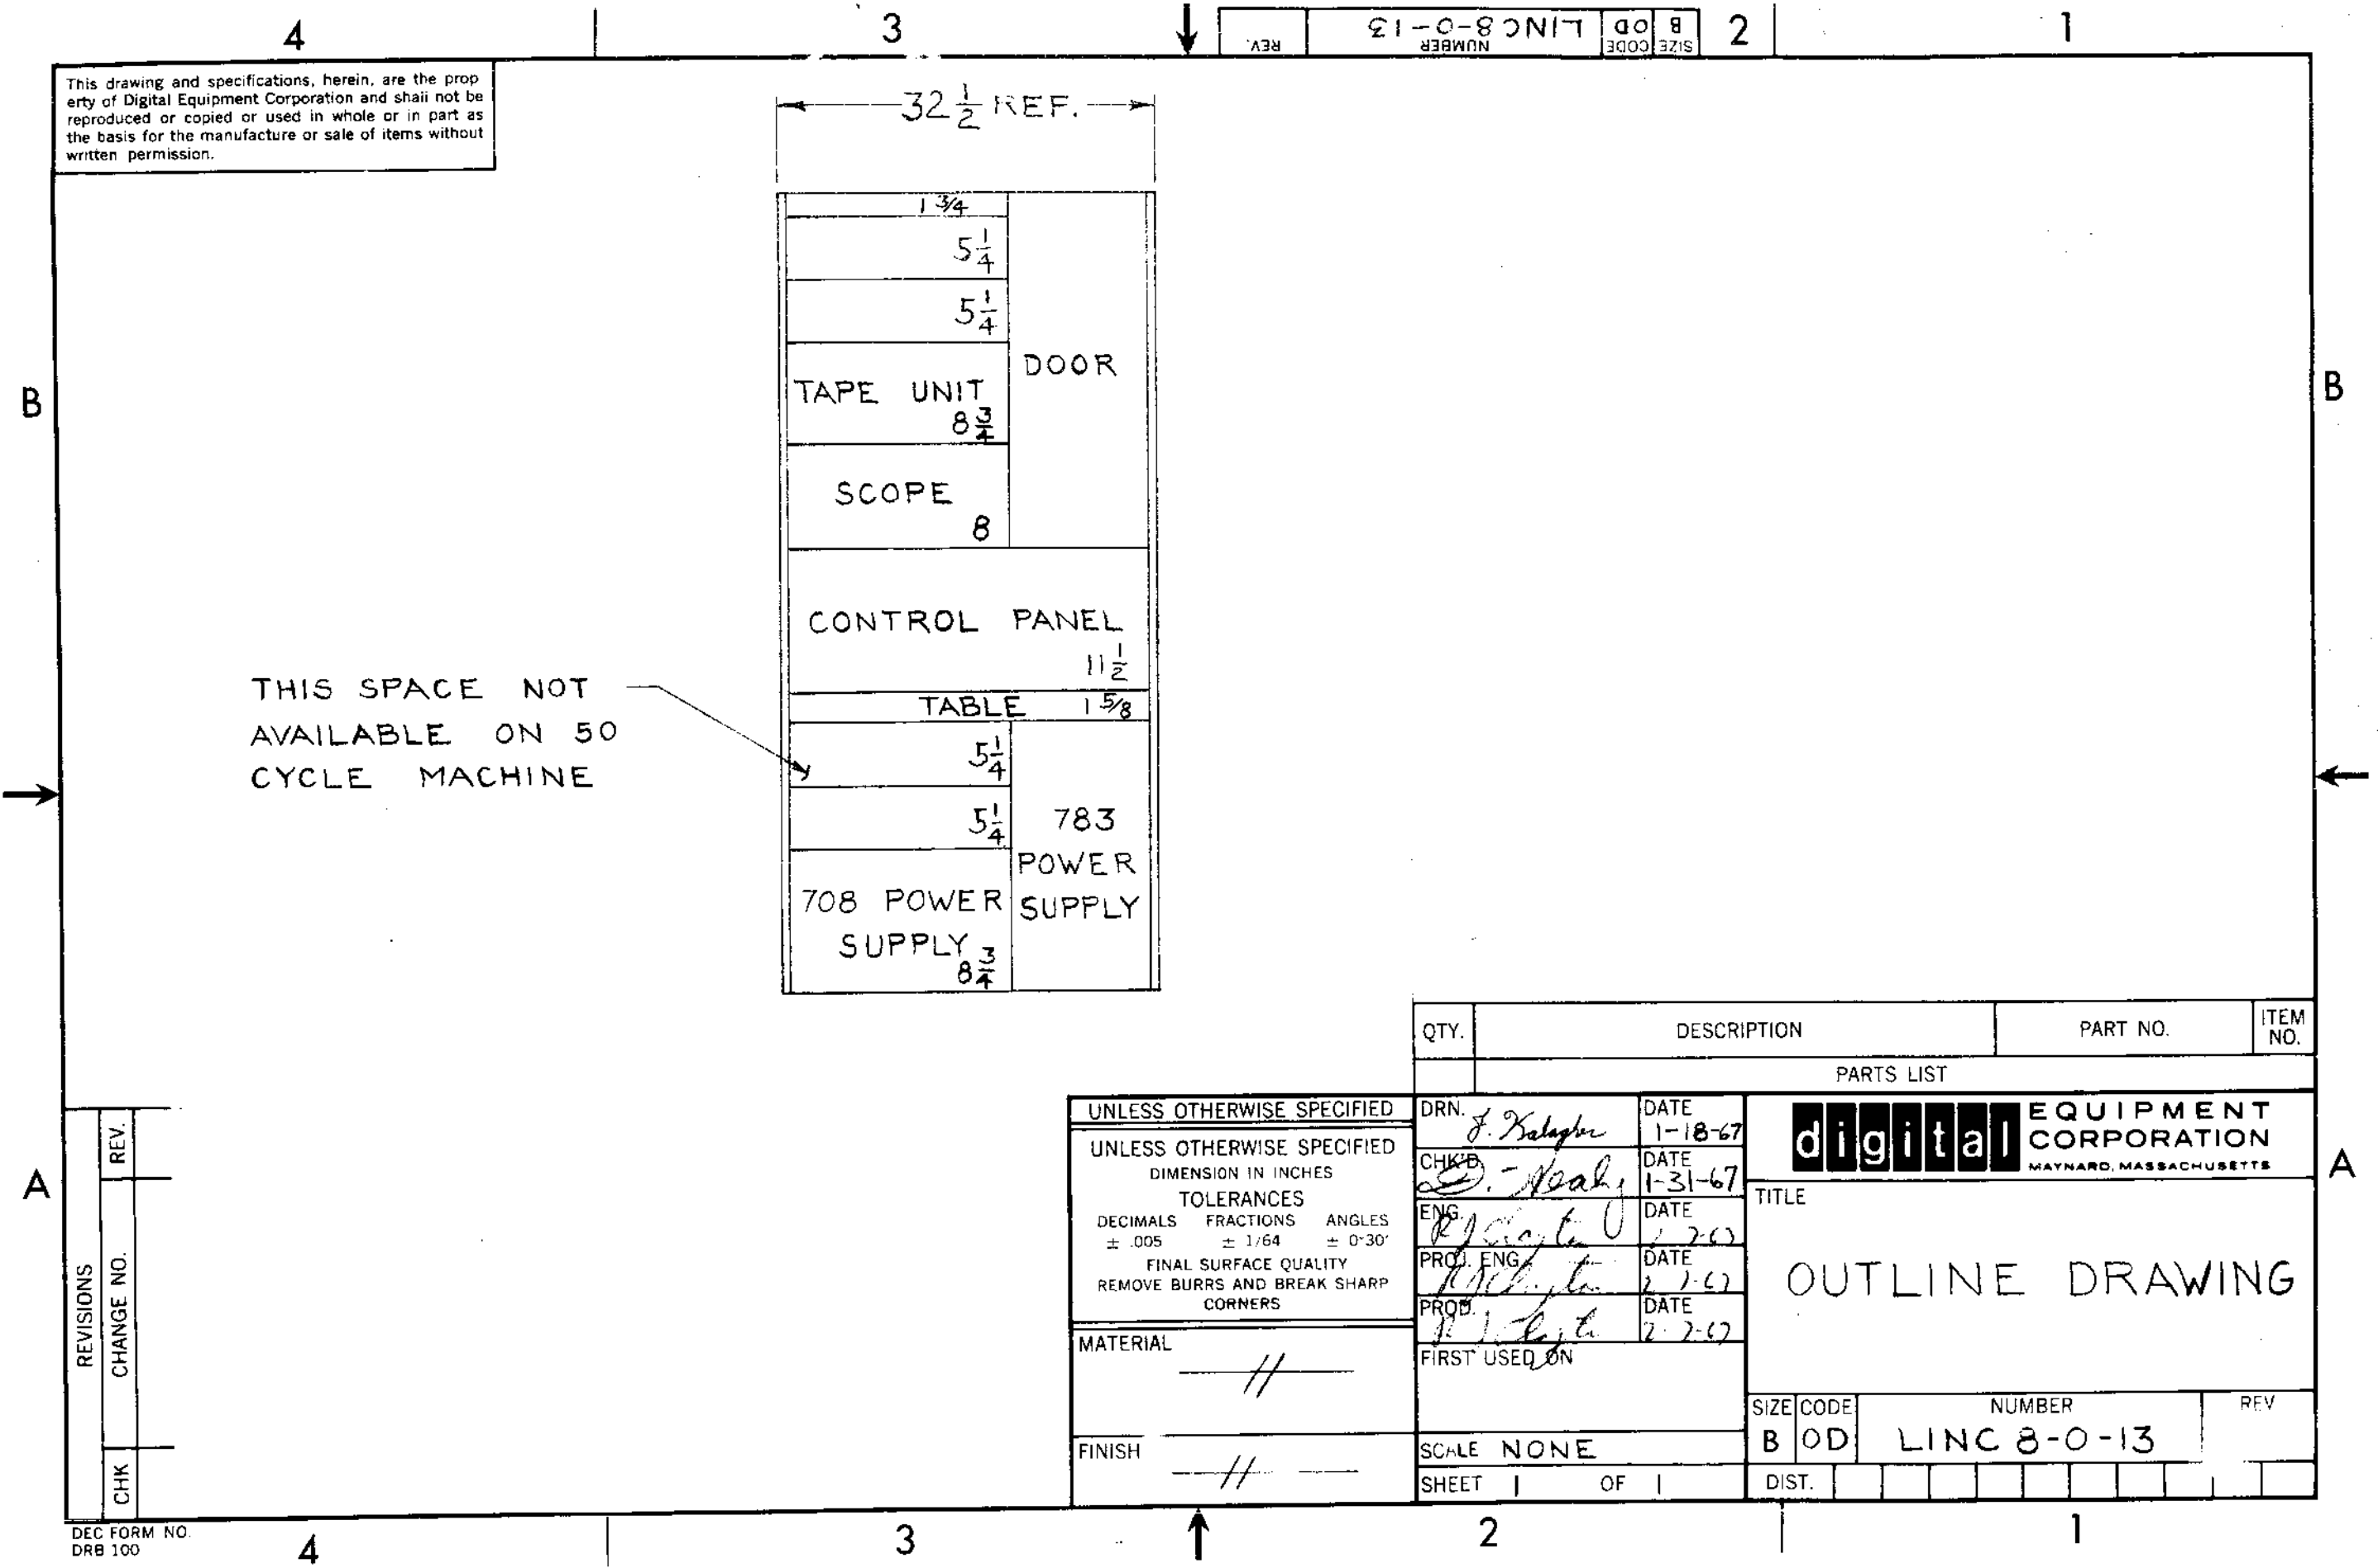 4
3
2
1
REV.
NUMBER
LINC8-0-13
CODE
OD
SIZE
B
This drawing and specifications, herein, are the prop
erty of Digital Equipment Corporation and shall not be
reproduced or copied or used in whole or in part as
the basis for the manufacture or sale of items without
written permission.
32 1/2 REF.
1 3/4
5 1/4
5 1/4
TAPE UNIT
8 3/4
DOOR
SCOPE
8
B
B
CONTROL PANEL
11 1/2
TABLE 1 5/8
THIS SPACE NOT
AVAILABLE ON 50
CYCLE MACHINE
5 1/4
5 1/4
783
POWER
SUPPLY
708 POWER
SUPPLY
8 3/4
QTY.
DESCRIPTION
PART NO.
ITEM
NO.
PARTS LIST
A
A
REVISIONS
REV.
CHANGE NO.
CHK
UNLESS OTHERWISE SPECIFIED
UNLESS OTHERWISE SPECIFIED
DIMENSION IN INCHES
TOLERANCES
DECIMALS FRACTIONS ANGLES
± .005 ± 1/64 ± 0°30'
FINAL SURFACE QUALITY
REMOVE BURRS AND BREAK SHARP
CORNERS
MATERIAL
FINISH
DRN.
DATE
1-18-67
CHK'D
DATE
1-31-67
ENG.
DATE
PROJ. ENG.
DATE
PROD.
DATE
FIRST USED ON
SCALE NONE
SHEET 1 OF 1
digital
EQUIPMENT
CORPORATION
MAYNARD, MASSACHUSETTS
TITLE
OUTLINE DRAWING
SIZE
B
CODE
OD
NUMBER
LINC 8-0-13
REV
DIST.
DEC FORM NO.
DRB 100
4
3
2
1